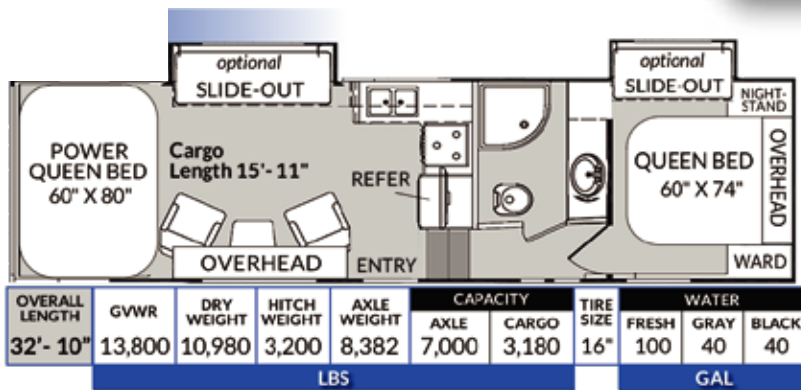 optional
SLIDE-OUT
POWER
QUEEN BED
60" X 80"
Cargo
Length 15'- 11"
REFER
OVERHEAD
ENTRY
optional
SLIDE-OUT
NIGHT-
STAND
QUEEN BED
60" X 74"
OVERHEAD
WARD
OVERALL
LENGTH
32'- 10"
GVWR
13,800
DRY
WEIGHT
10,980
HITCH
WEIGHT
3,200
AXLE
WEIGHT
8,382
CAPACITY
AXLE
7,000
CARGO
3,180
TIRE
SIZE
16"
WATER
FRESH
100
GRAY
40
BLACK
40
LBS
GAL